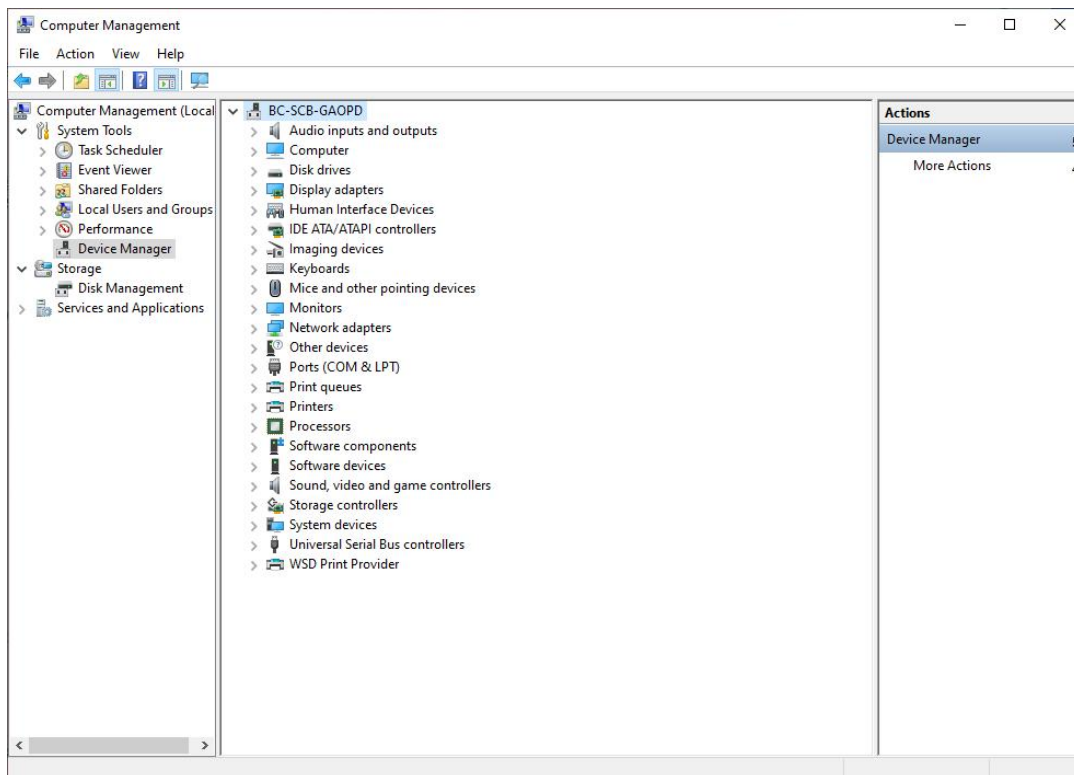 Computer Management
File Action View Help
Computer Management (Local
System Tools
Task Scheduler
Event Viewer
Shared Folders
Local Users and Groups
Performance
Device Manager
Storage
Disk Management
Services and Applications
BC-SCB-GAOPD
Audio inputs and outputs
Computer
Disk drives
Display adapters
Human Interface Devices
IDE ATA/ATAPI controllers
Imaging devices
Keyboards
Mice and other pointing devices
Monitors
Network adapters
Other devices
Ports (COM & LPT)
Print queues
Printers
Processors
Software components
Software devices
Sound, video and game controllers
Storage controllers
System devices
Universal Serial Bus controllers
WSD Print Provider
Actions
Device Manager
More Actions